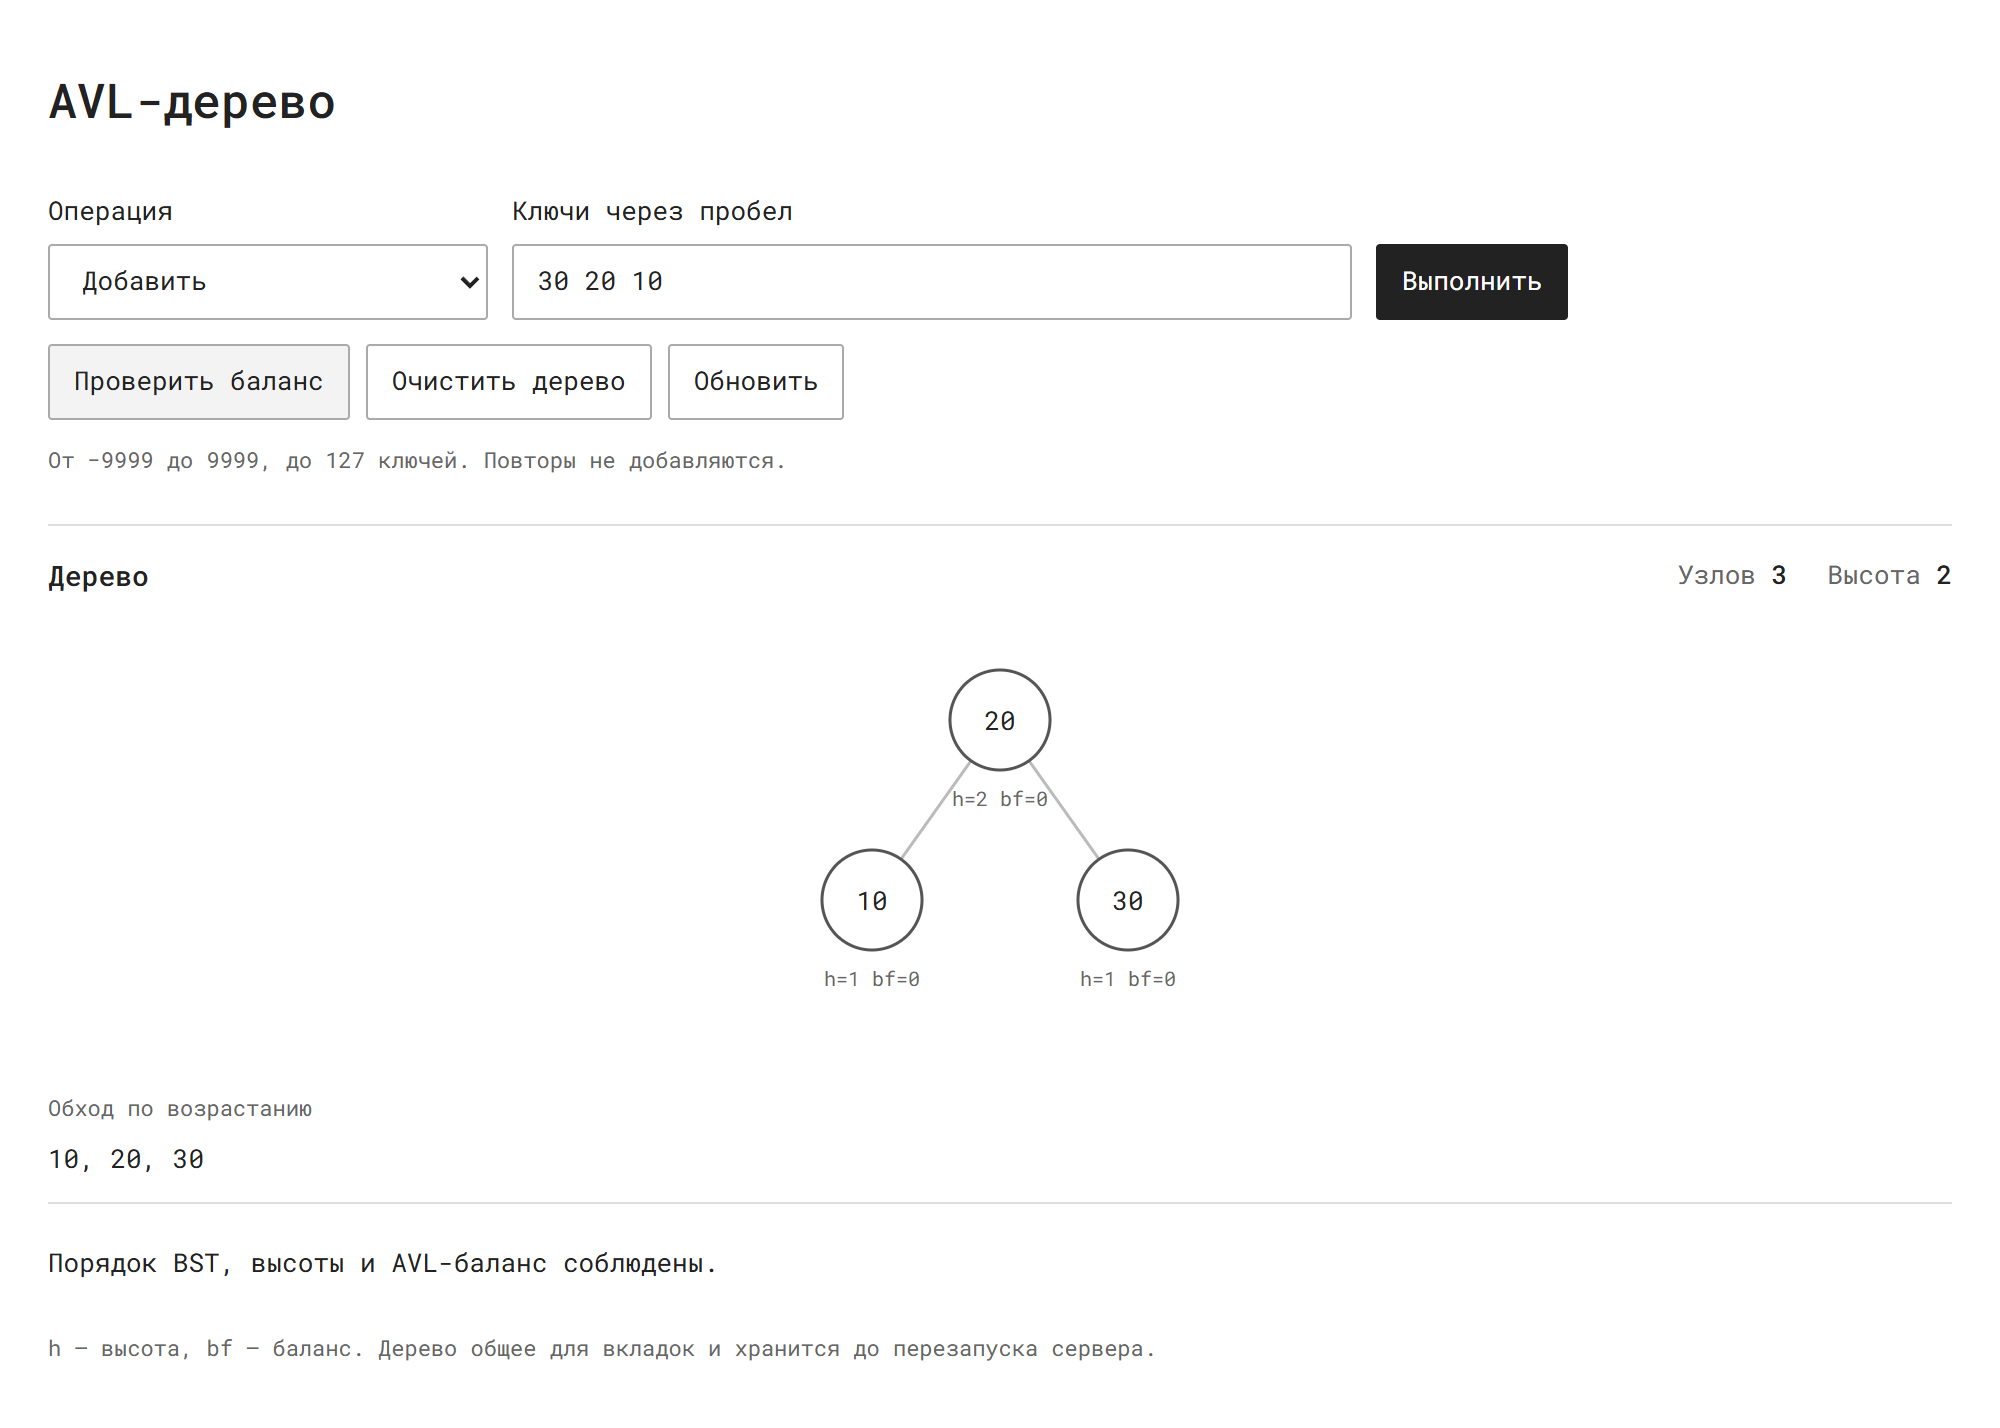 AVL-дерево
Операция
Ключи через пробел
Добавить
30 20 10
Выполнить
Проверить баланс
Очистить дерево
Обновить
От -9999 до 9999, до 127 ключей. Повторы не добавляются.
Дерево
Узлов 3 Высота 2
20
h=2 bf=0
10 30
h=1 bf=0 h=1 bf=0
Обход по возрастанию
10, 20, 30
Порядок BST, высоты и AVL-баланс соблюдены.
h — высота, bf — баланс. Дерево общее для вкладок и хранится до перезапуска сервера.